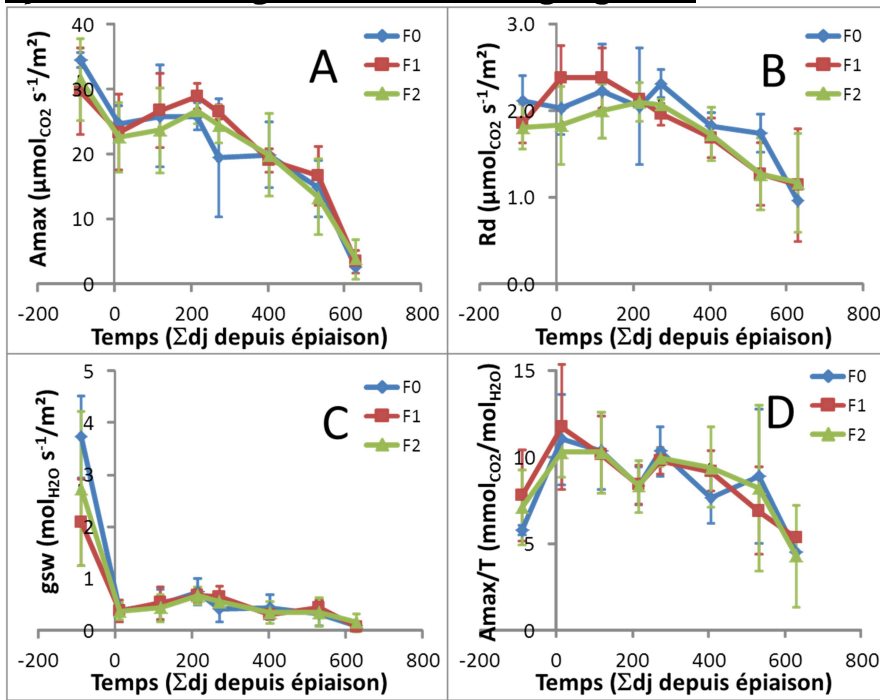 40
30
20
10
0
-200
0
200
400
600
800
Amax (µmolCO2 s-1/m²)
Temps (Σdj depuis épiaison)
A
F0
F1
F2
3.0
2.0
1.0
0.0
-200
0
200
400
600
800
Rd (µmolCO2 s-1/m²)
Temps (Σdj depuis épiaison)
B
F0
F1
F2
5
4
3
2
1
0
-200
0
200
400
600
800
gsw (molH2O s-1/m²)
Temps (Σdj depuis épiaison)
C
F0
F1
F2
15
10
5
0
-200
0
200
400
600
800
Amax/T (mmolCO2/molH2O)
Temps (Σdj depuis épiaison)
D
F0
F1
F2